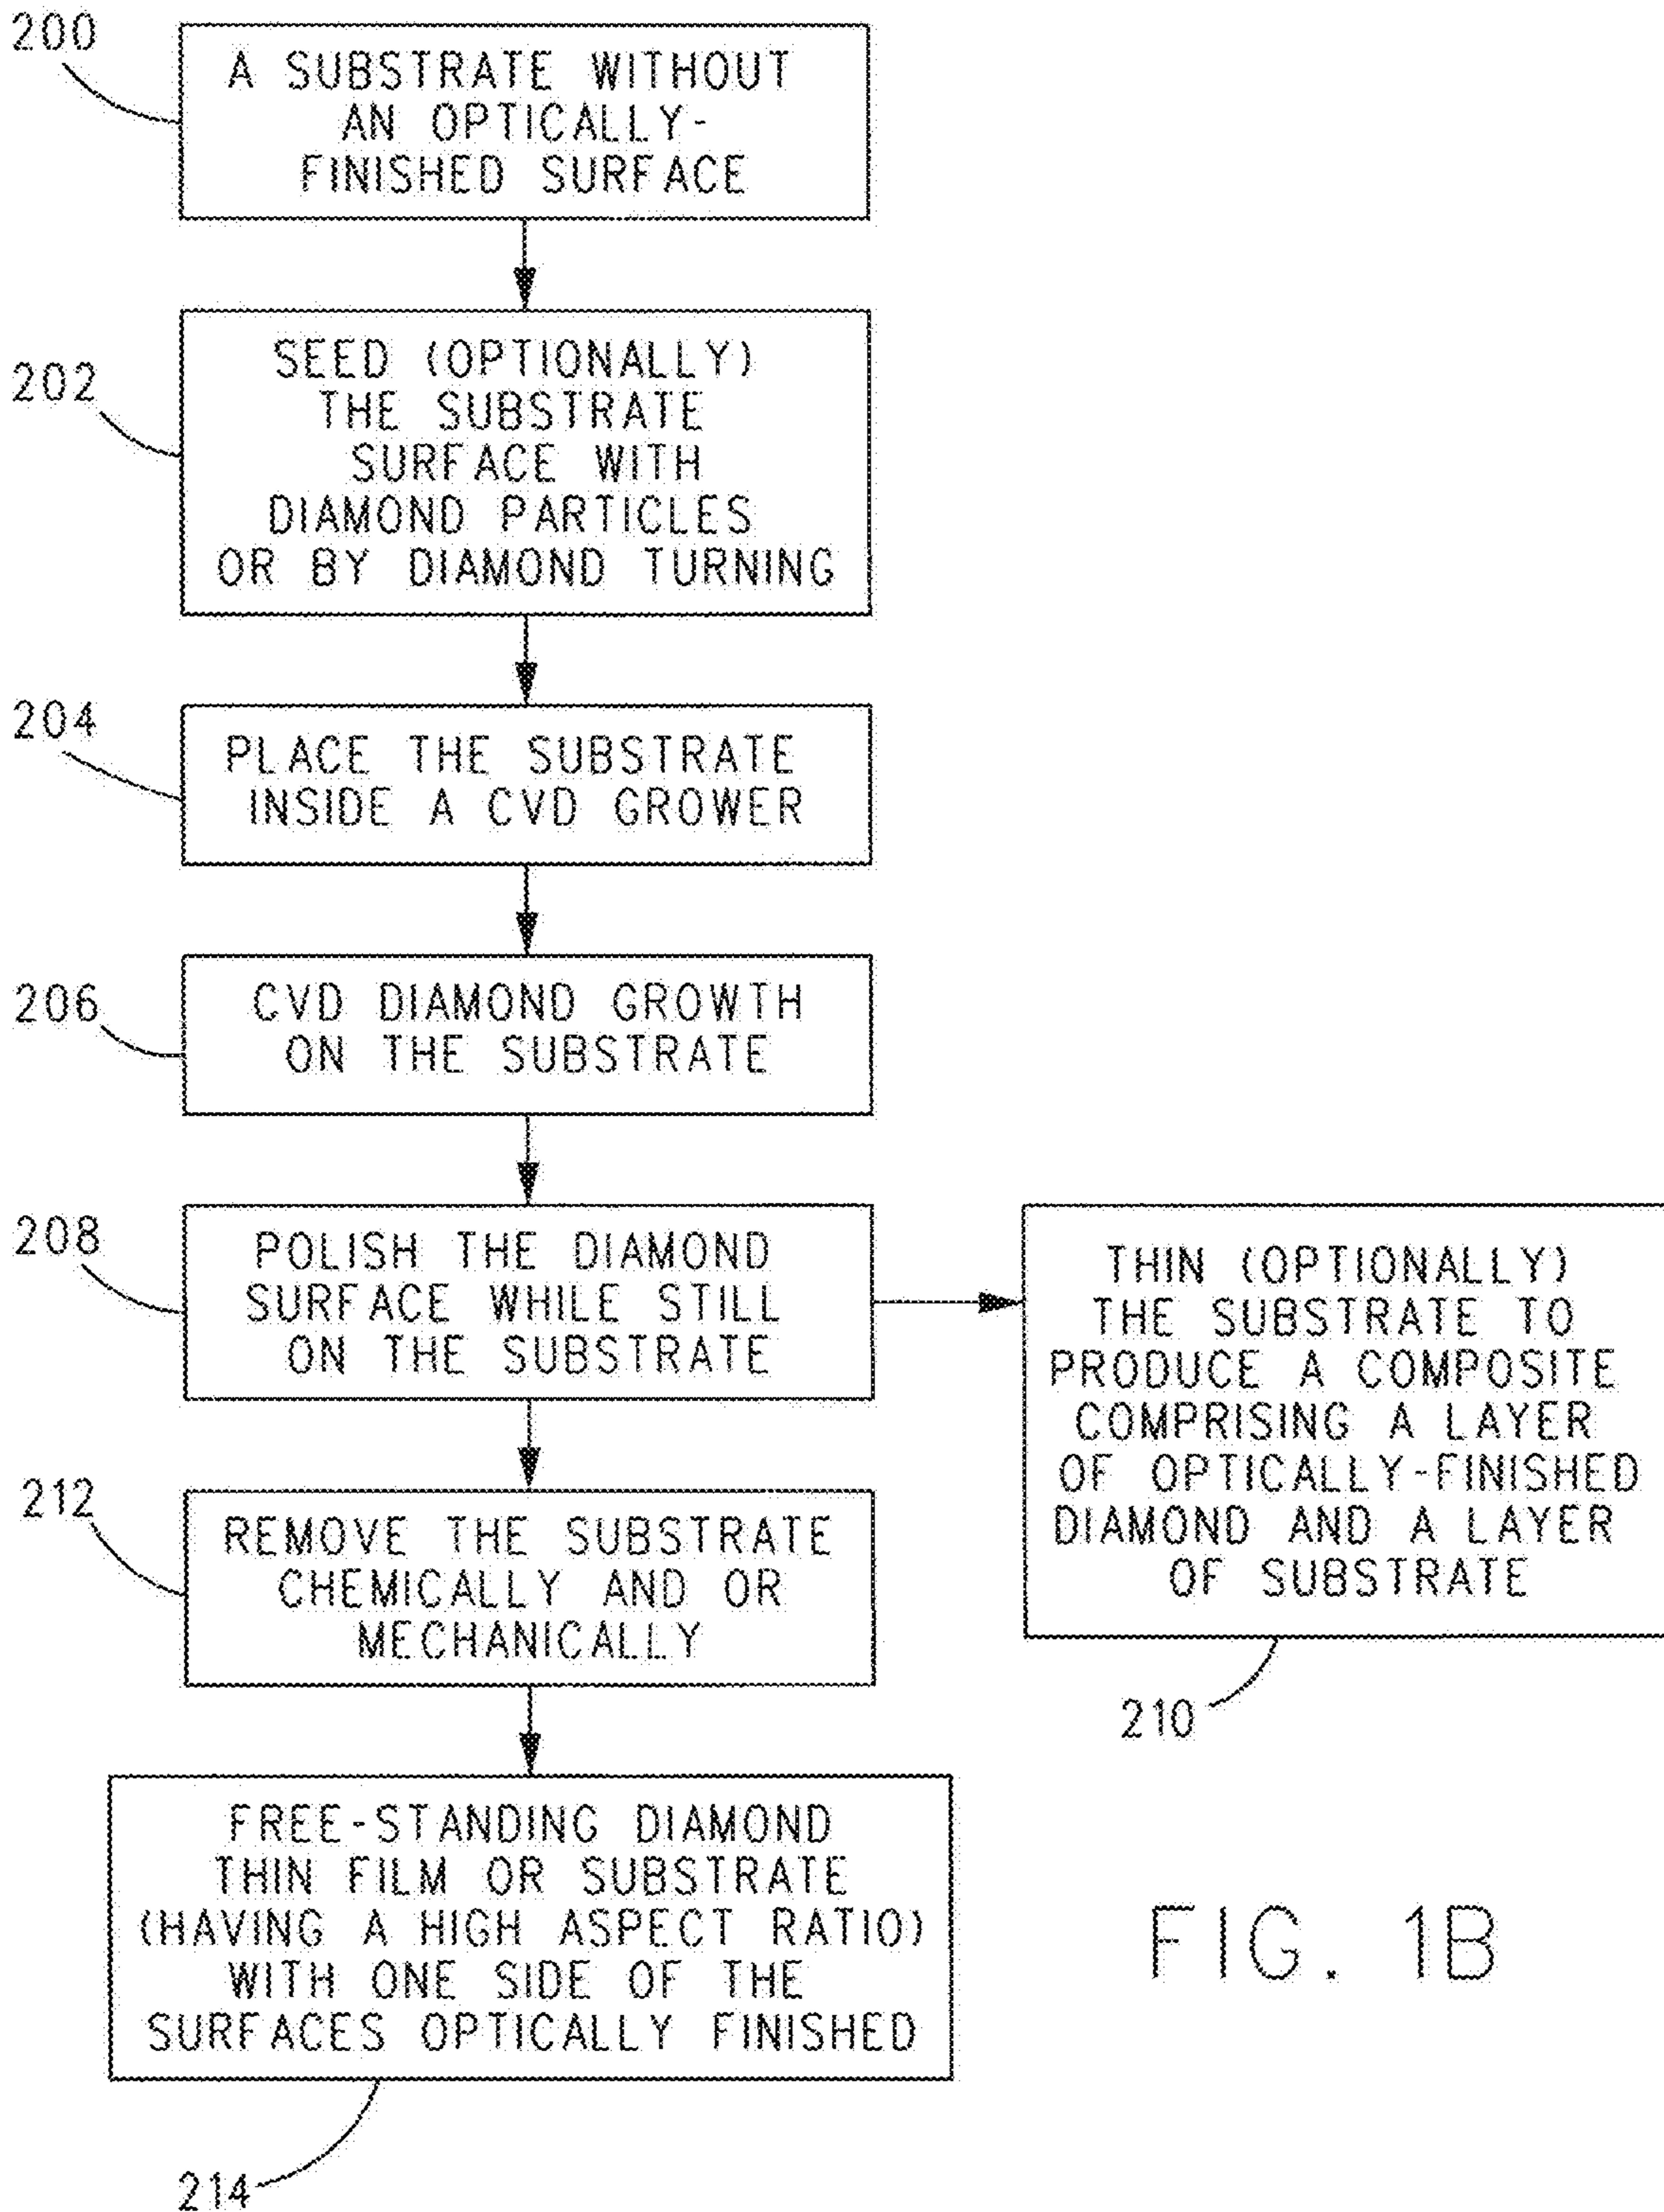 200
A SUBSTRATE WITHOUT
AN OPTICALLY-
FINISHED SURFACE
202
SEED (OPTIONALLY)
THE SUBSTRATE
SURFACE WITH
DIAMOND PARTICLES
OR BY DIAMOND TURNING
204
PLACE THE SUBSTRATE
INSIDE A CVD GROWER
206
CVD DIAMOND GROWTH
ON THE SUBSTRATE
208
POLISH THE DIAMOND
SURFACE WHILE STILL
ON THE SUBSTRATE
THIN (OPTIONALLY)
THE SUBSTRATE TO
PRODUCE A COMPOSITE
COMPRISING A LAYER
OF OPTICALLY-FINISHED
DIAMOND AND A LAYER
OF SUBSTRATE
210
212
REMOVE THE SUBSTRATE
CHEMICALLY AND OR
MECHANICALLY
FREE-STANDING DIAMOND
THIN FILM OR SUBSTRATE
(HAVING A HIGH ASPECT RATIO)
WITH ONE SIDE OF THE
SURFACES OPTICALLY FINISHED
214
FIG. 1B